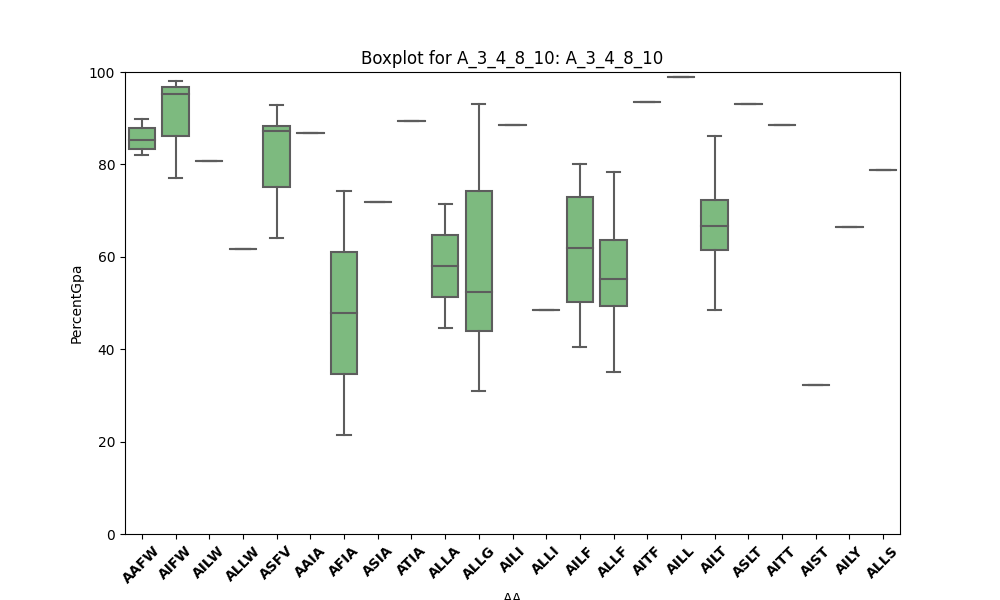 Boxplot for A_3_4_8_10: A_3_4_8_10
100
80
60
40
20
0
PercentGpa
AAFW AIFW AILW ALLW ASFV AAIA AFIA ASIA ATIA ALLA ALLG AILI ALLI AILF ALLF AITF AILL AILT ASLT AITT AIST AILY ALLS
AA